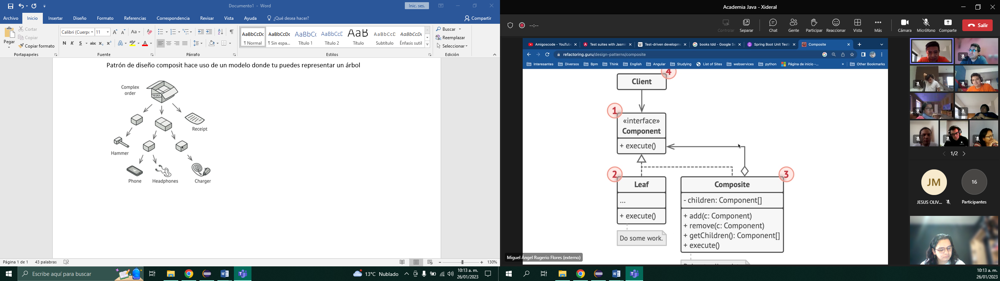 Documento1 - Word
Inic. ses.
Archivo Inicio Insertar Diseño Formato Referencias Correspondencia Revisar Vista Ayuda ¿Qué desea hacer? Compartir
Pegar
Cortar
Copiar
Copiar formato
Portapapeles
Calibri (Cuerpo 11
N K S abc x₂ x²
Fuente
Párrafo
AaBbCcDc AaBbCcDc AaBbCc AaBbCcD AaB AaBbCcD AaBbCcDc
¶ Normal ¶ Sin espa... Título 1 Título 2 Título Subtítulo Énfasis sutil
Estilos
Buscar
Reemplazar
Seleccionar
Edición
Patrón de diseño composit hace uso de un modelo donde tu puedes representar un árbol
Complex
order
FEDEX
Receipt
Hammer
Phone Headphones Charger
Página 1 de 1 43 palabras
130%
Escribe aquí para buscar
13°C Nublado
10:13 a. m.
26/01/2023
Academia Java - Xideral
--:--
Controlar Separar Chat Gente Participar Reaccionar Vista Más Cámara Micrófono Comparte Salir
Amigoscode - YouTube Test suites with Jasmi Test-driven developme books tdd - Google Se Spring Boot Unit Testi Composite
refactoring.guru/design-patterns/composite
Interesantes Diversos Bpm Think English Angular Studying List of Sites webservices python Página de inicio -... » Other Bookmarks
4
Client
1
«interface»
Component
+ execute()
2
Leaf
...
+ execute()
Do some work.
3
Composite
- children: Component[]
+ add(c: Component)
+ remove(c: Component)
+ getChildren(): Component[]
+ execute()
Miguel Ángel Rugerio Flores (externo)
1/2
JM
JESUS OLIV...
16
Participantes
10:13 a. m.
26/01/2023